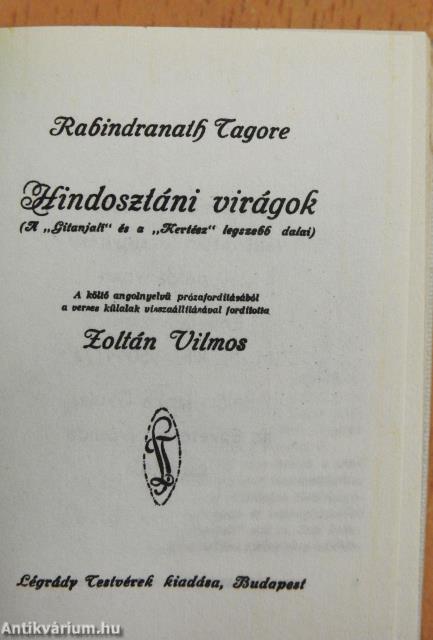 Rabindranath Tagore
Hindosztáni virágok
(A „Gitanjali" és a „Kertész" legszebb dalai)
A költő angolnyelvű prózafordításából
a verses külalak visszaállításával fordította
Zoltán Vilmos
Légrády Testvérek kiadása, Budapest
Antikvárium.hu